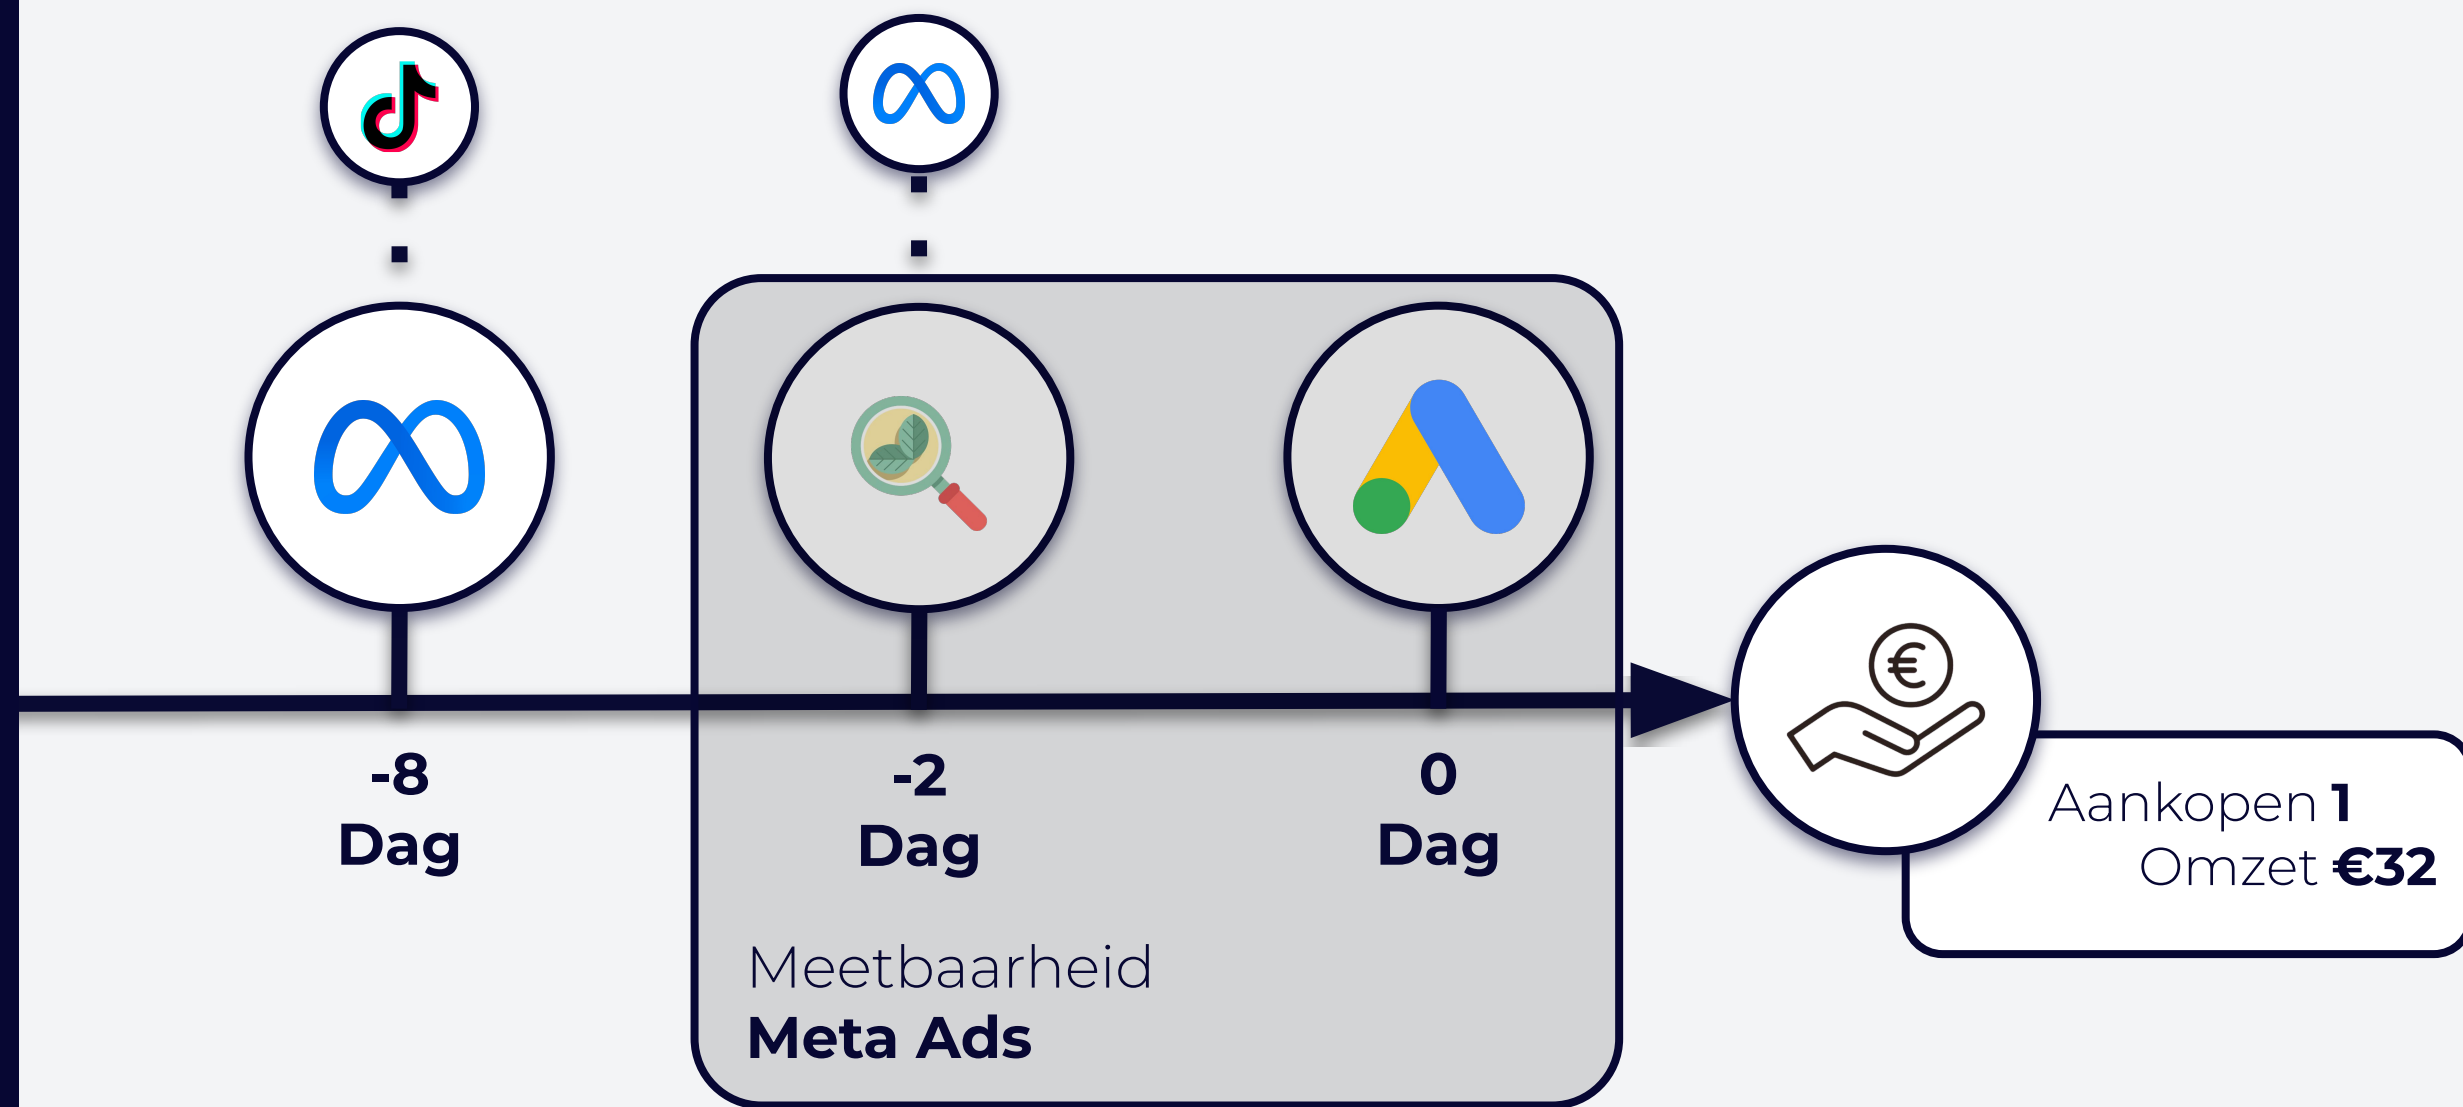 -8
Dag
-2
Dag
0
Dag
Aankopen 1
Omzet €32
Meetbaarheid
Meta Ads